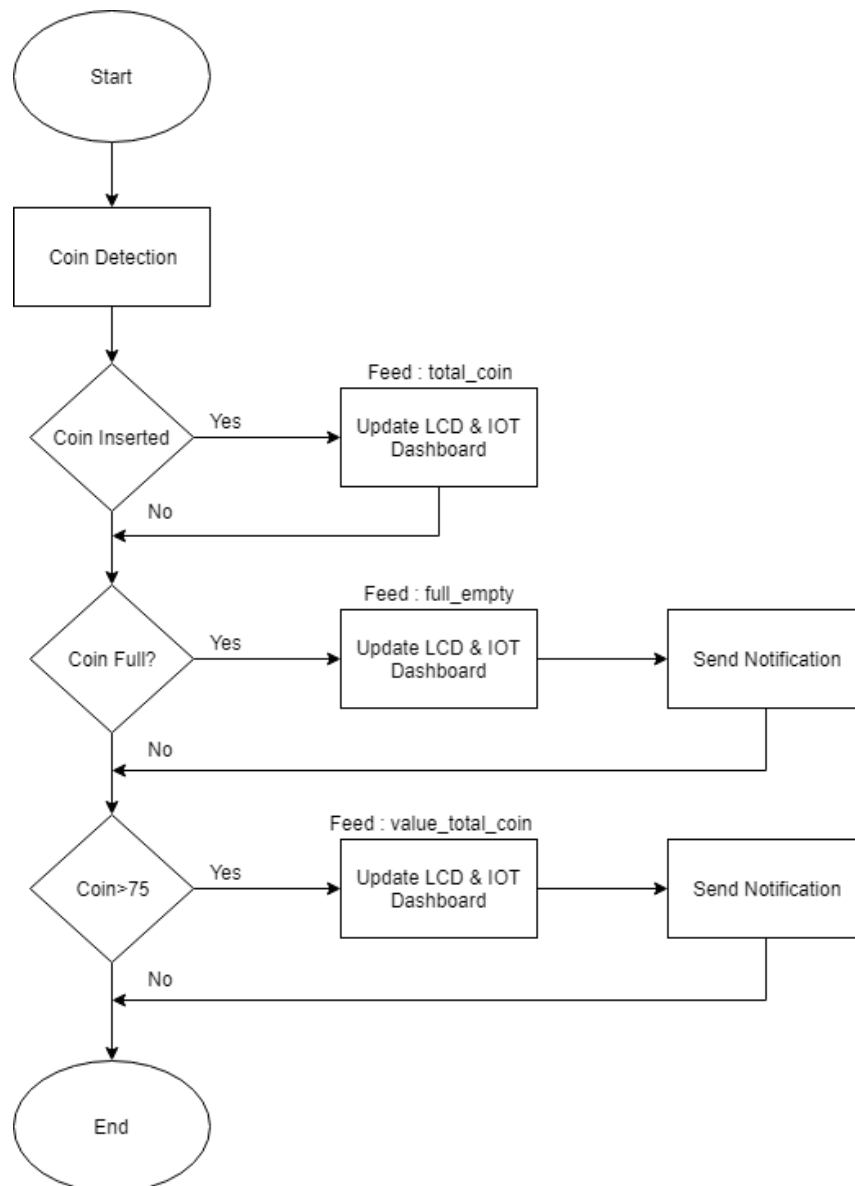 Start
Coin Detection
Feed : total_coin
Coin Inserted
Yes
Update LCD & IOT
Dashboard
No
Feed : full_empty
Coin Full?
Yes
Update LCD & IOT
Dashboard
Send Notification
No
Feed : value_total_coin
Coin>75
Yes
Update LCD & IOT
Dashboard
Send Notification
No
End